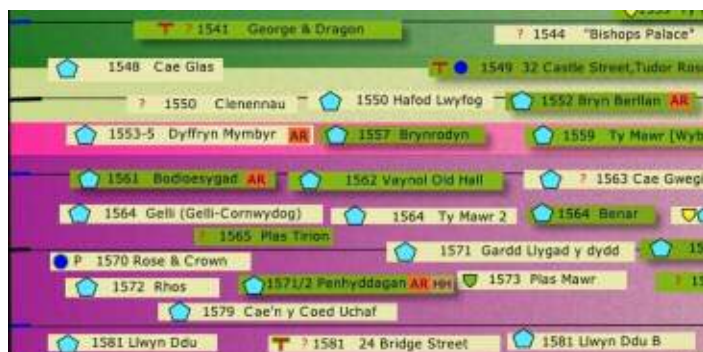 ? 1541 George & Dragon
? 1544 "Bishops Palace"
1548 Cae Glas
1549 32 Castle Street, Tudor Rose
? 1550 Clenennau
1550 Hafod Lwyfog
1552 Bryn Berllan AR
1553-5 Dyffryn Mymbyr AR
1557 Brynrodyn
1559 Ty Mawr (Wyb
1561 Bodloesygad AR
1562 Vaynol Old Hall
? 1563 Cae Gwegi
1564 Gelli (Gelli-Cornwydog)
1564 Ty Mawr 2
1564 Benar
? 1565 Plas Tirion
1571 Gardd Llygad y dydd
P 1570 Rose & Crown
1572 Rhos
1571/2 Penhyddagan AR HH
1573 Plas Mawr
? 15
1579 Cae'n y Coed Uchaf
1581 Llwyn Ddu
? 1581 24 Bridge Street
1581 Llwyn Ddu B